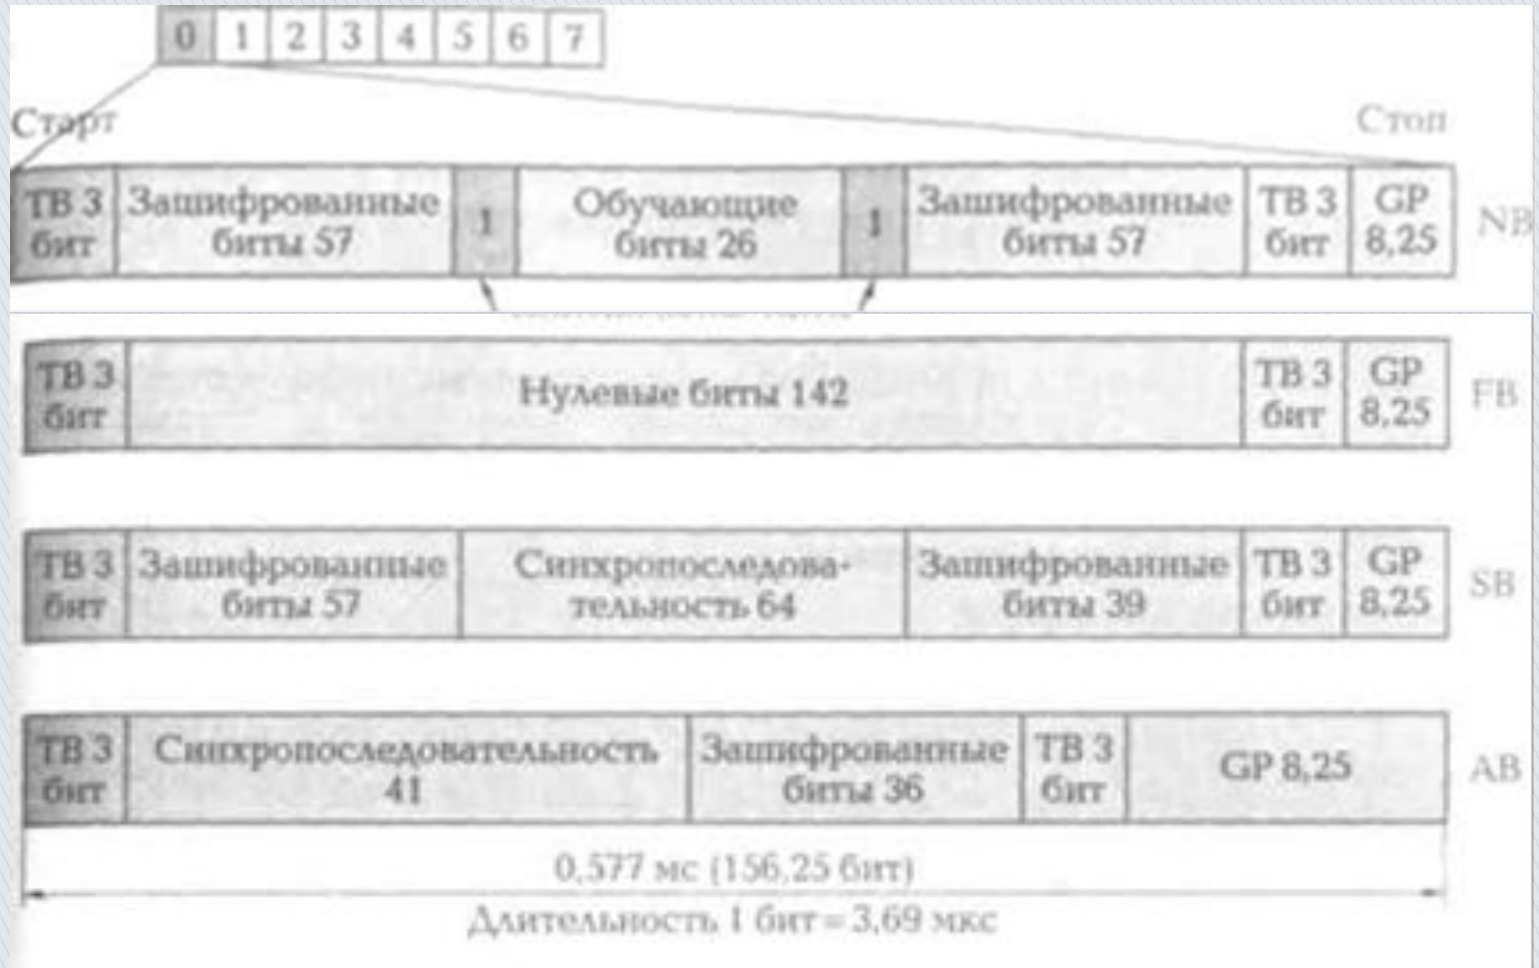 0 1 2 3 4 5 6 7
Старт
Стоп
ТВ 3 Зашифрованные 1 Обучающие 1 Зашифрованные ТВ 3 GP NB
бит биты 57 биты 26 биты 57 бит 8,25
ТВ 3 Нулевые биты 142 ТВ 3 GP FB
бит бит 8,25
ТВ 3 Зашифрованные Синхропоследова- Зашифрованные ТВ 3 GP SB
бит биты 57 тельность 64 биты 39 бит 8,25
ТВ 3 Синхропоследовательность Зашифрованные ТВ 3 GP 8,25 AB
бит 41 биты 36 бит
0,577 мс (156,25 бит)
Длительность 1 бит = 3,69 мкс